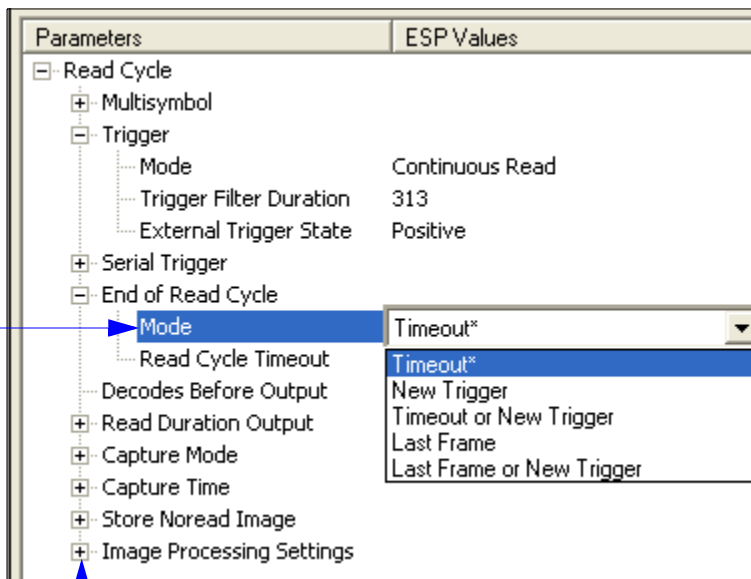 Parameters ESP Values
Read Cycle
Multisymbol
Trigger
Mode Continuous Read
Trigger Filter Duration 313
External Trigger State Positive
Serial Trigger
End of Read Cycle
Mode Timeout*
Read Cycle Timeout Timeout*
Decodes Before Output New Trigger
Read Duration Output Timeout or New Trigger
Capture Mode Last Frame
Last Frame or New Trigger
Capture Time
Store Noread Image
Image Processing Settings